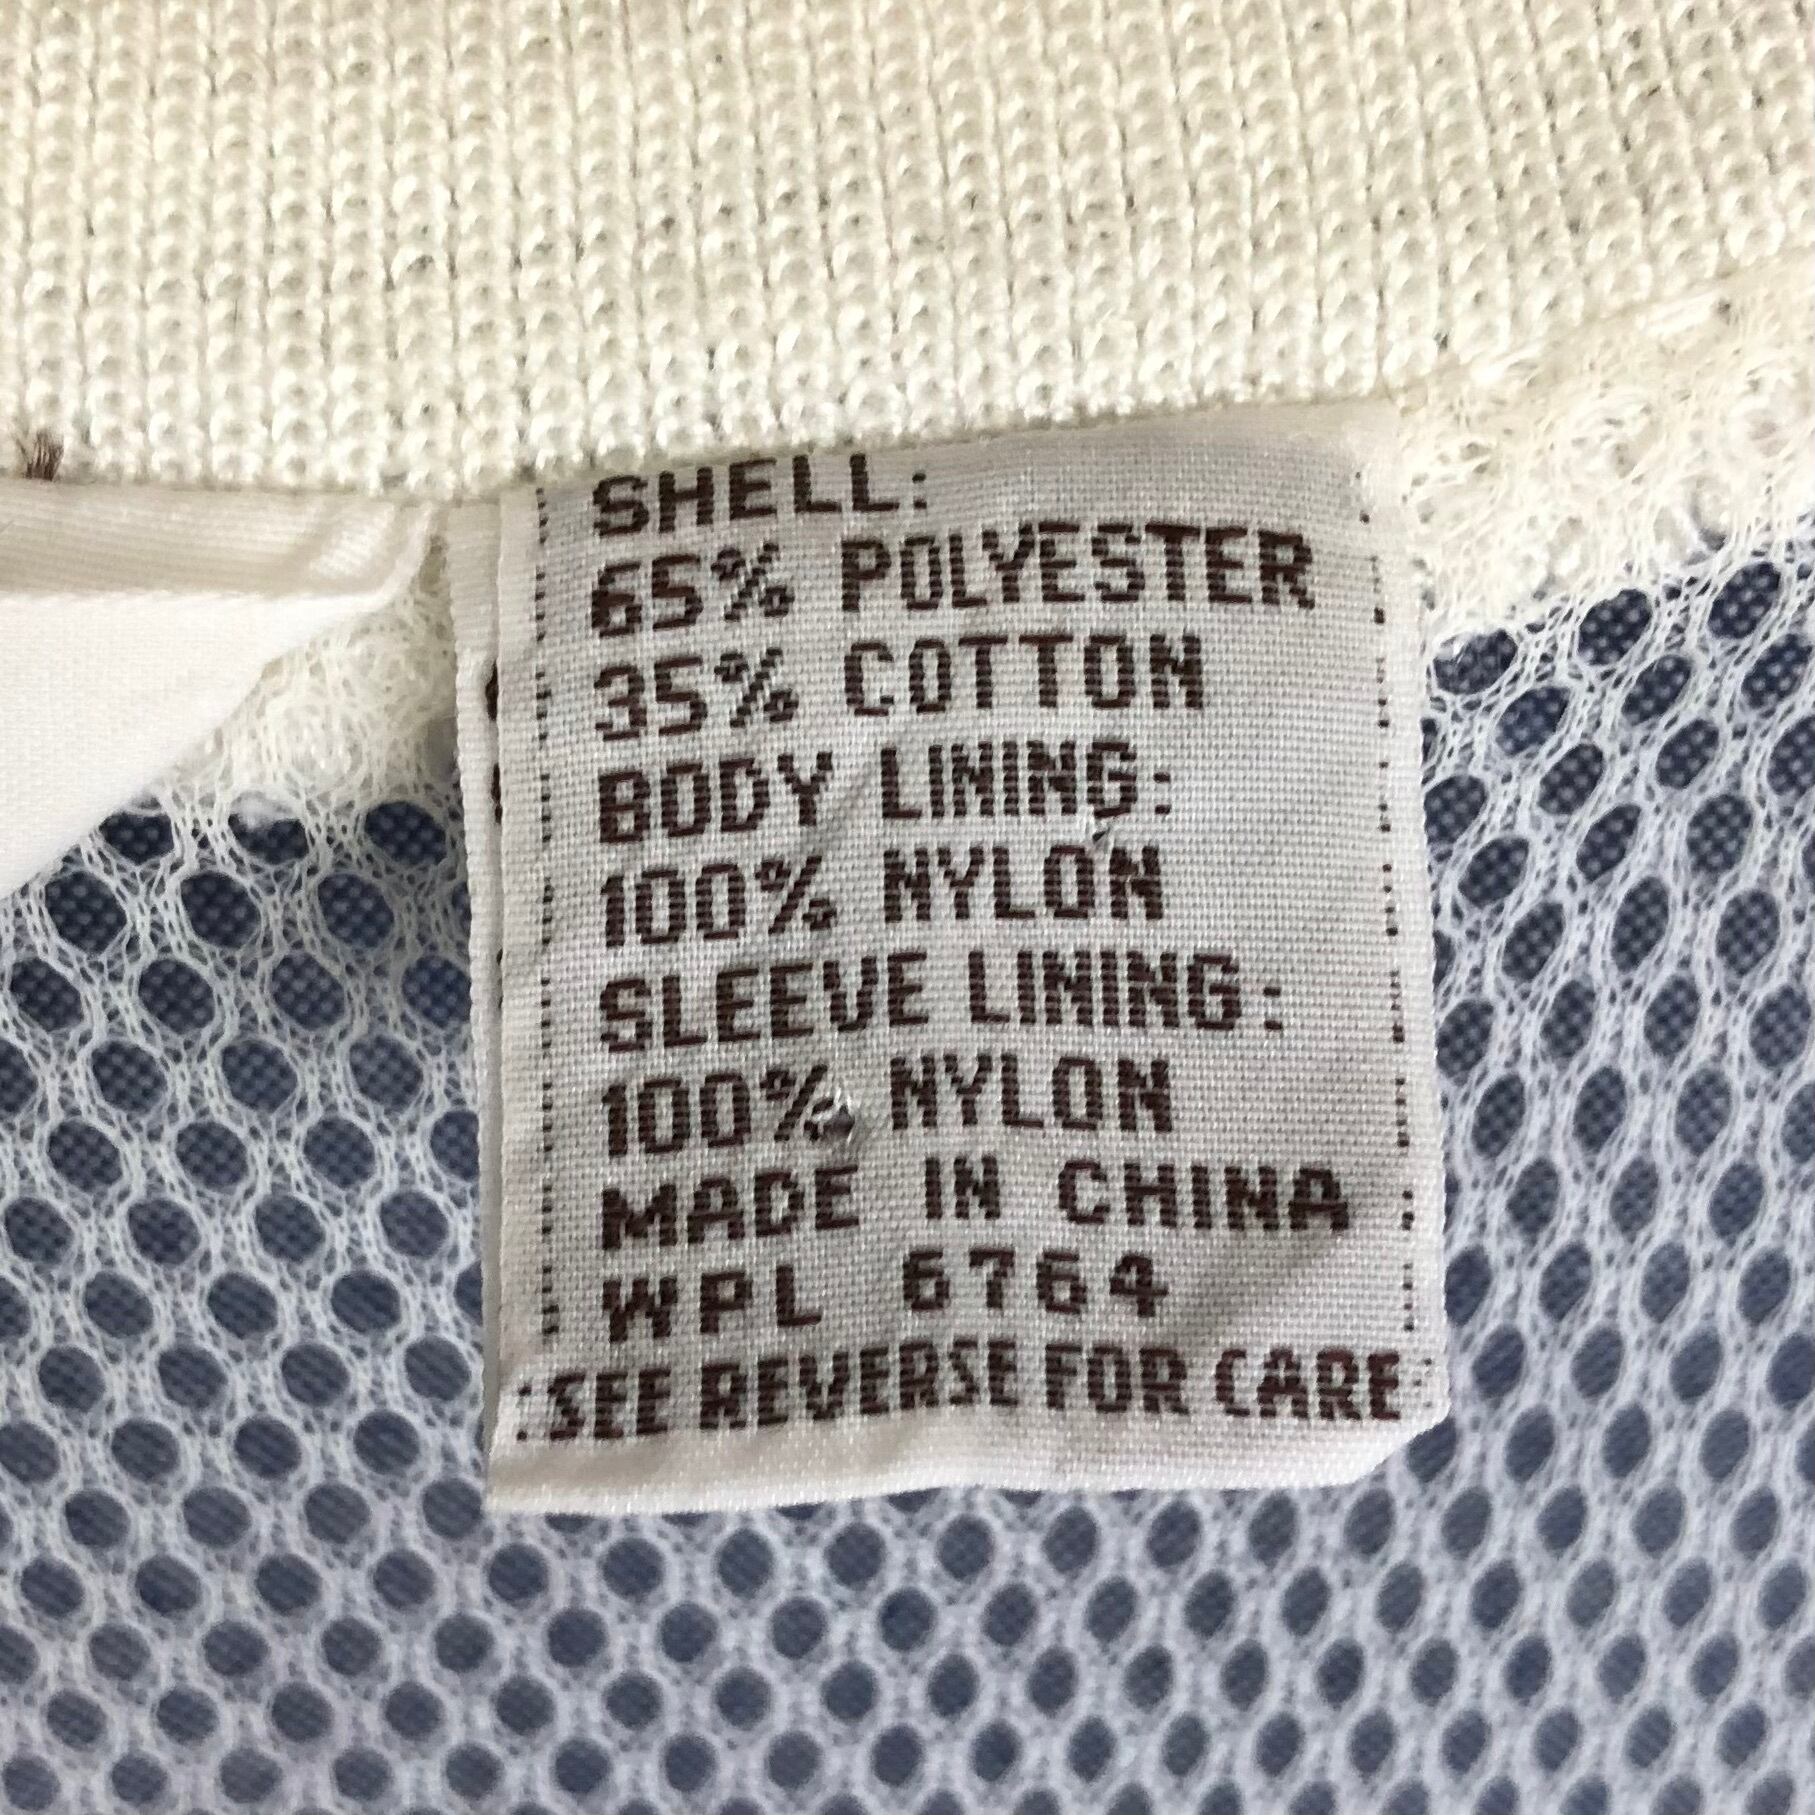 SHELL:
65% POLYESTER
35% COTTON
BODY LINING:
100% NYLON
SLEEVE LINING:
100% NYLON
MADE IN CHINA
WPL 6764
SEE REVERSE FOR CARE